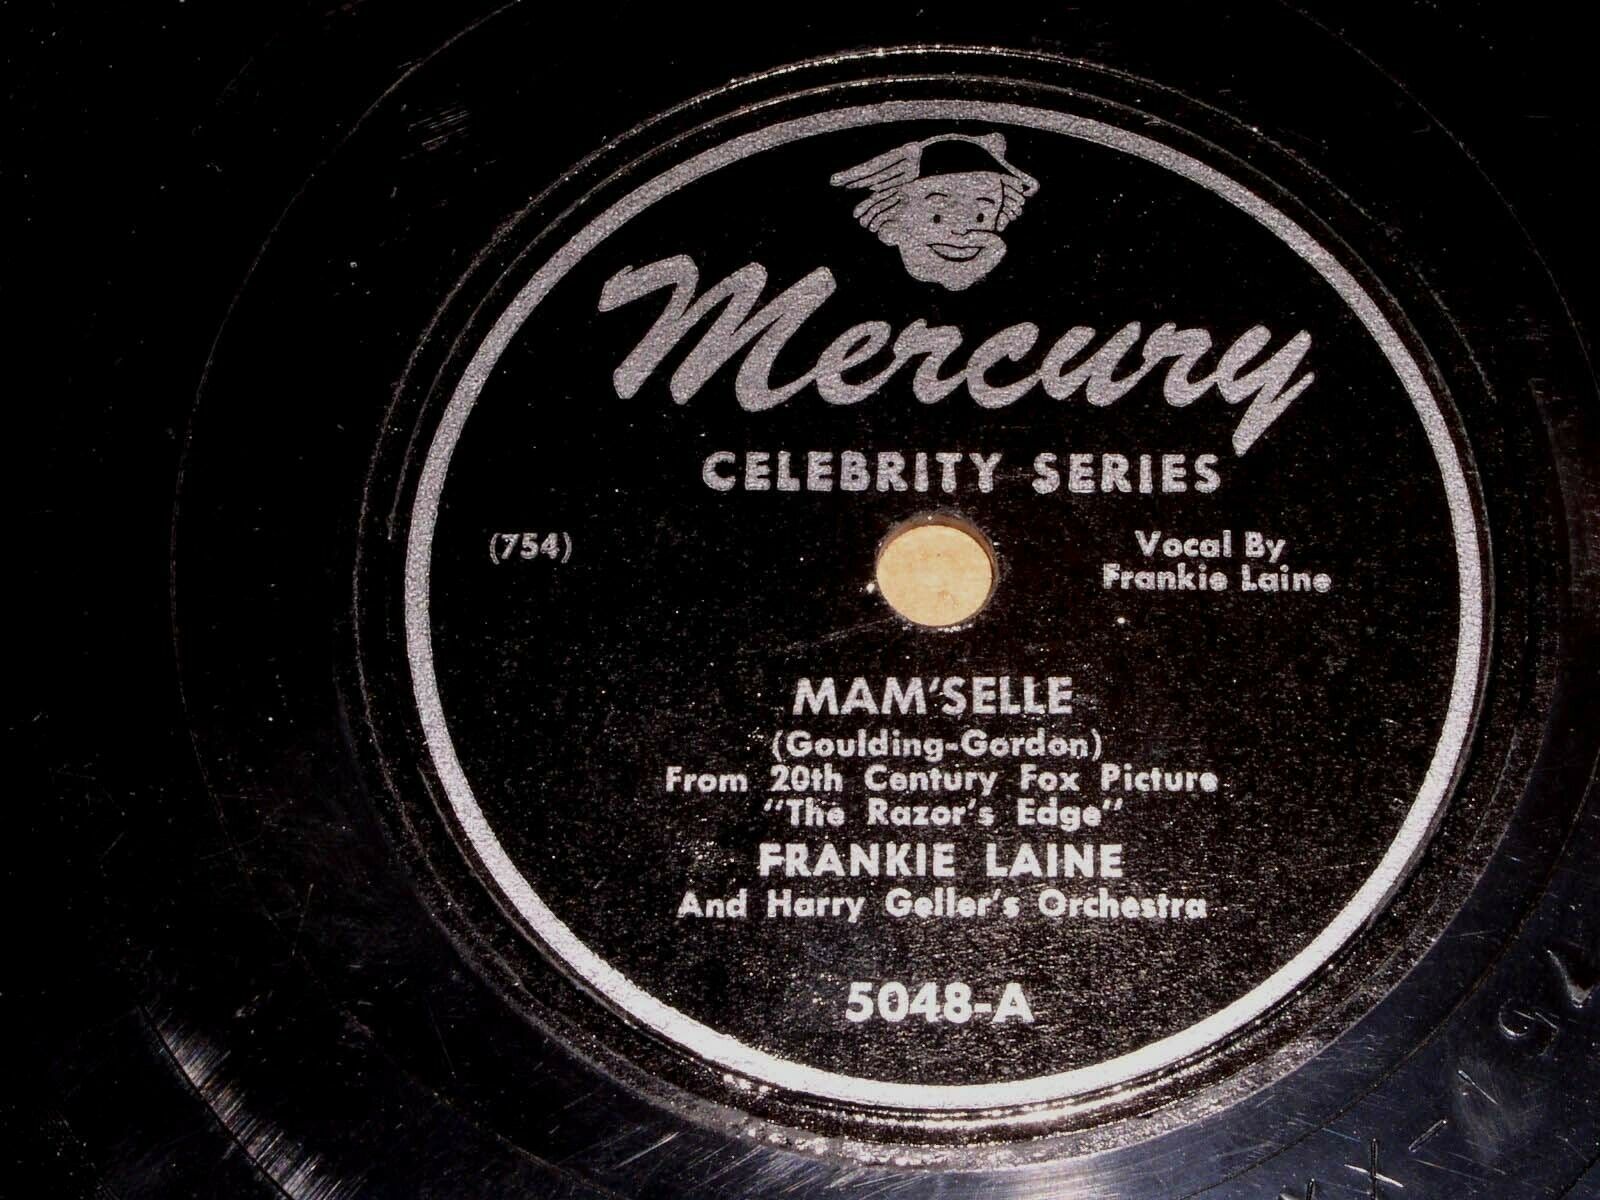 Mercury
CELEBRITY SERIES
(754)
Vocal By
Frankie Laine
MAM'SELLE
(Goulding-Gordon)
From 20th Century Fox Picture
"The Razor's Edge"
FRANKIE LAINE
And Harry Geller's Orchestra
5048-A